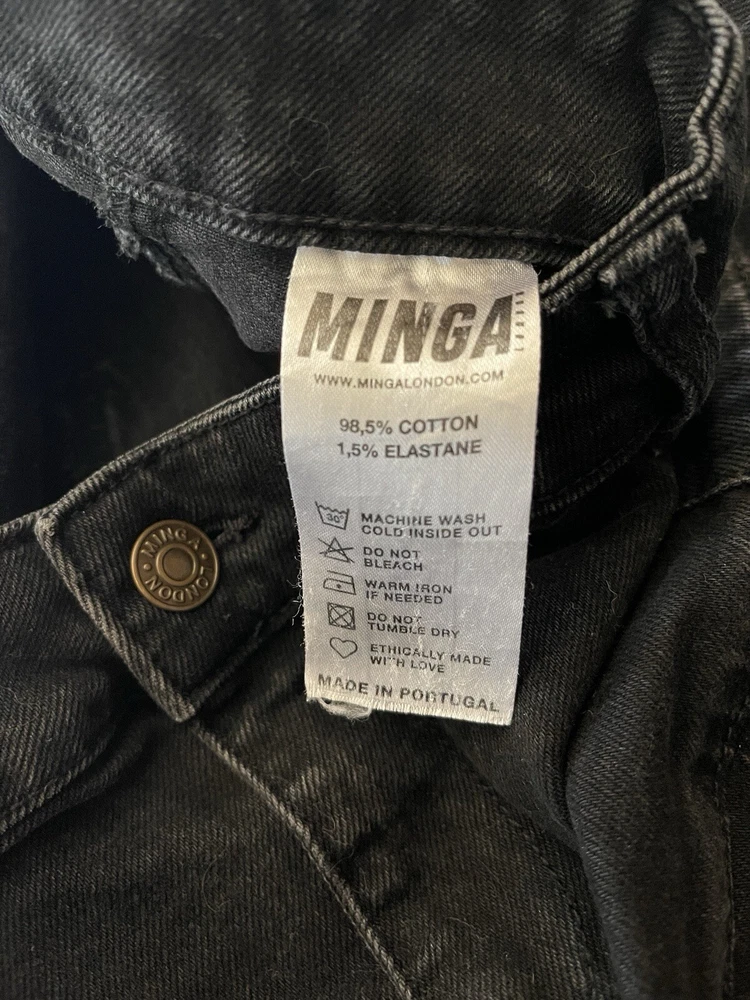 MINGA
WWW.MINGALONDON.COM
98,5% COTTON
1,5% ELASTANE
30°
MACHINE WASH
COLD INSIDE OUT
DO NOT
BLEACH
WARM IRON
IF NEEDED
DO NOT
TUMBLE DRY
ETHICALLY MADE
WITH LOVE
MADE IN PORTUGAL
MINGA
LONDON